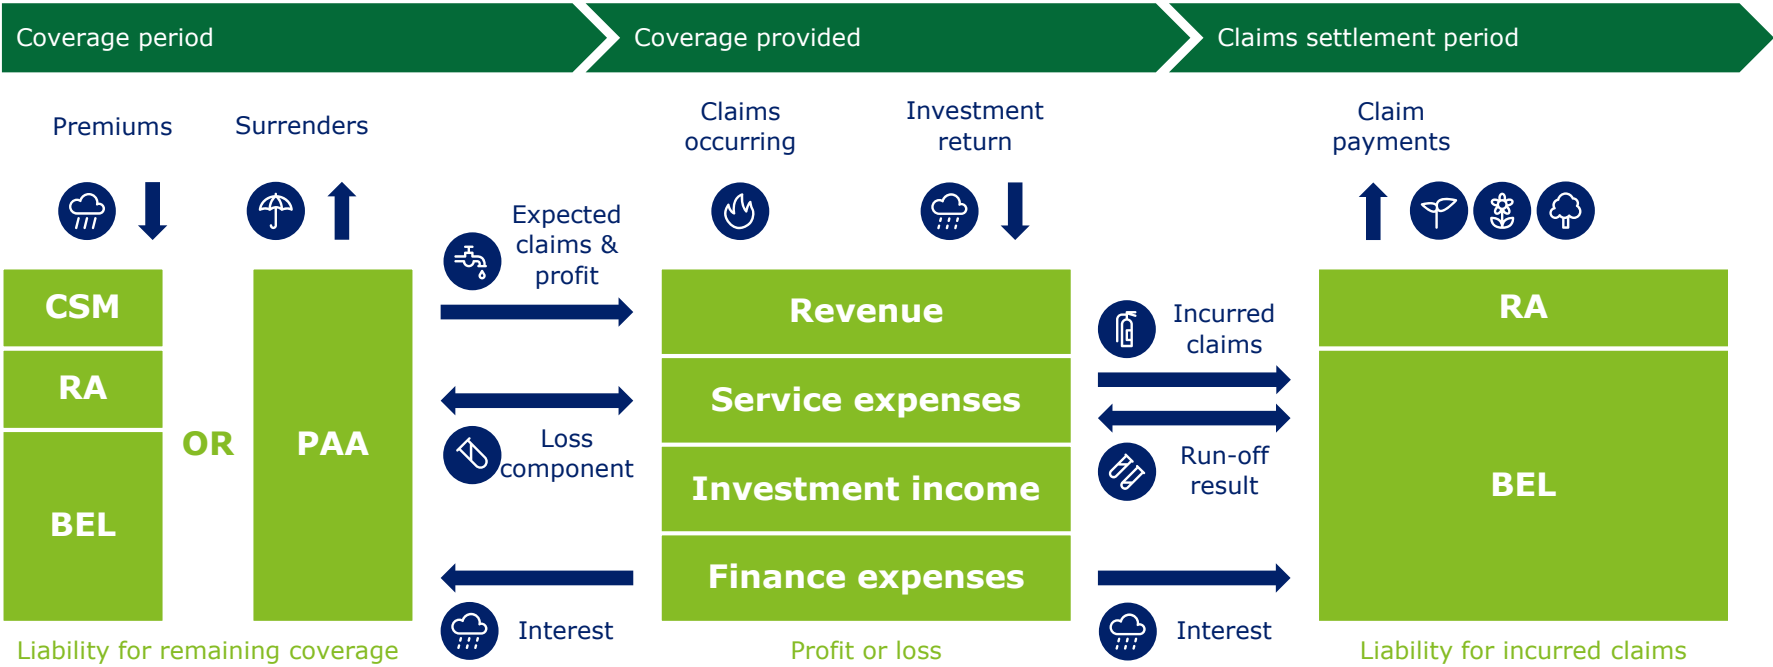 Coverage period
Coverage provided
Claims settlement period
Premiums
Surrenders
Claims
occurring
Investment
return
Claim
payments
Expected
claims &
profit
CSM
RA
BEL
OR
PAA
Loss
component
Interest
Revenue
Service expenses
Investment income
Finance expenses
Incurred
claims
Run-off
result
Interest
RA
BEL
Liability for remaining coverage
Profit or loss
Liability for incurred claims